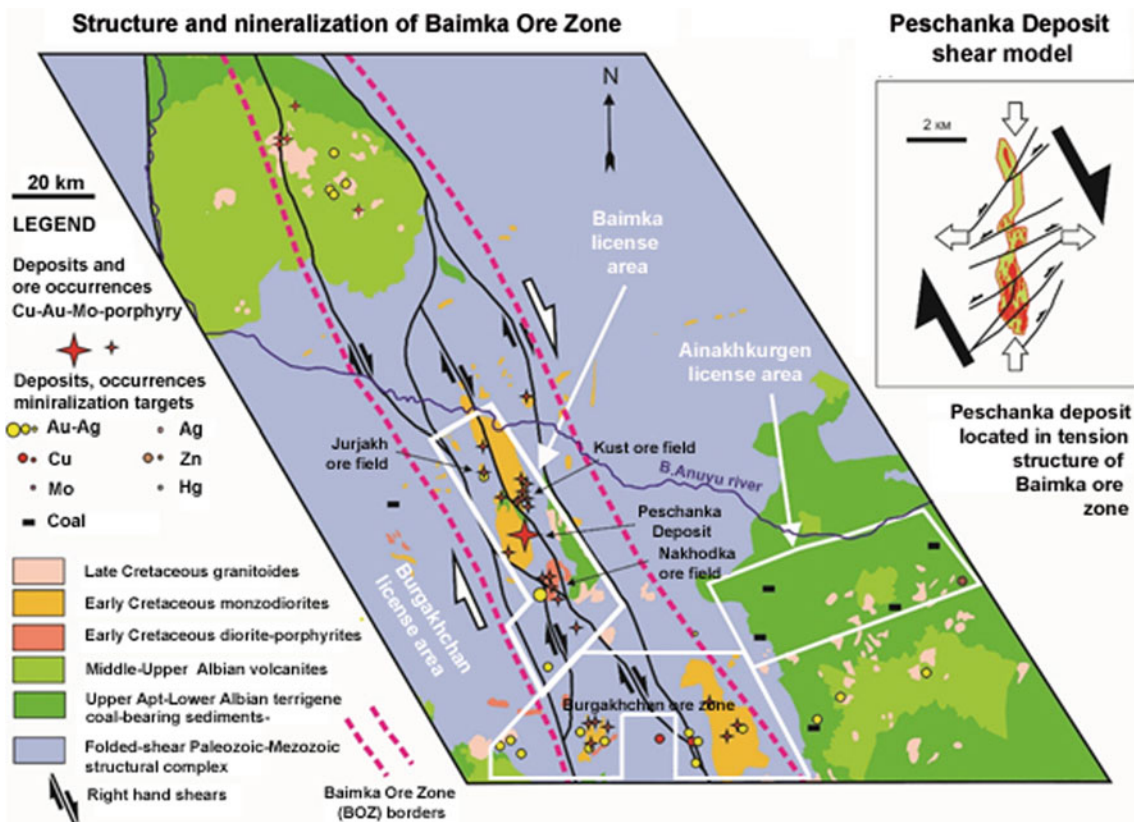 Structure and nineralization of Baimka Ore Zone
Peschanka Deposit
shear model
N
2 км
20 km
LEGEND
Deposits and
ore occurrences
Cu-Au-Mo-porphyry
Deposits, occurrences
miniralization targets
Au-Ag
Ag
Cu
Zn
Mo
Hg
Coal
Late Cretaceous granitoides
Early Cretaceous monzodiorites
Early Cretaceous diorite-porphyrites
Middle-Upper Albian volcanites
Upper Apt-Lower Albian terrigene
coal-bearing sediments-
Folded-shear Paleozoic-Mezozoic
structural complex
Right hand shears
Baimka Ore Zone
(BOZ) borders
Baimka
license
area
Ainakhkurgen
license area
Jurjakh
ore field
Kust ore field
B.Anuyu river
Peschanka
Deposit
Nakhodka
ore field
Burgakhchan
license area
Burgakhchan ore zone
Peschanka deposit
located in tension
structure of
Baimka ore
zone